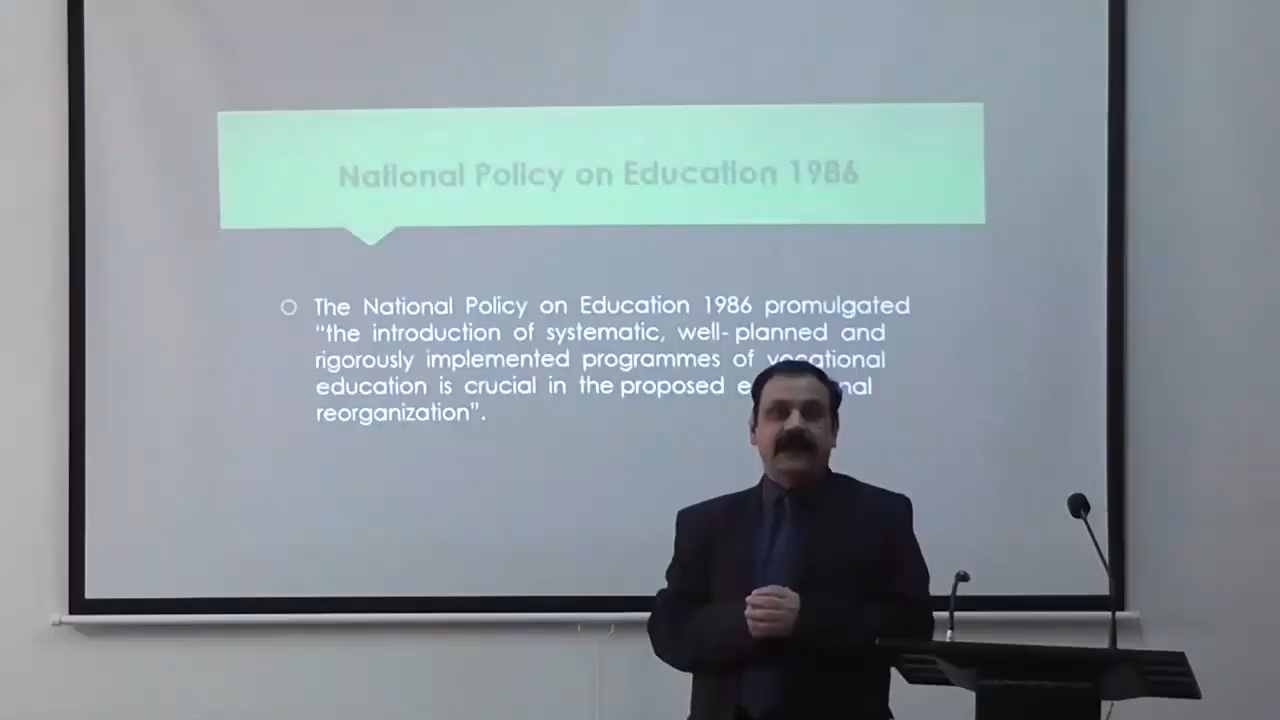 National Policy on Education 1986
The National Policy on Education 1986 promulgated
“the introduction of systematic, well-planned and
rigorously implemented programmes of vocational
education is crucial in the proposed
reorganization”.